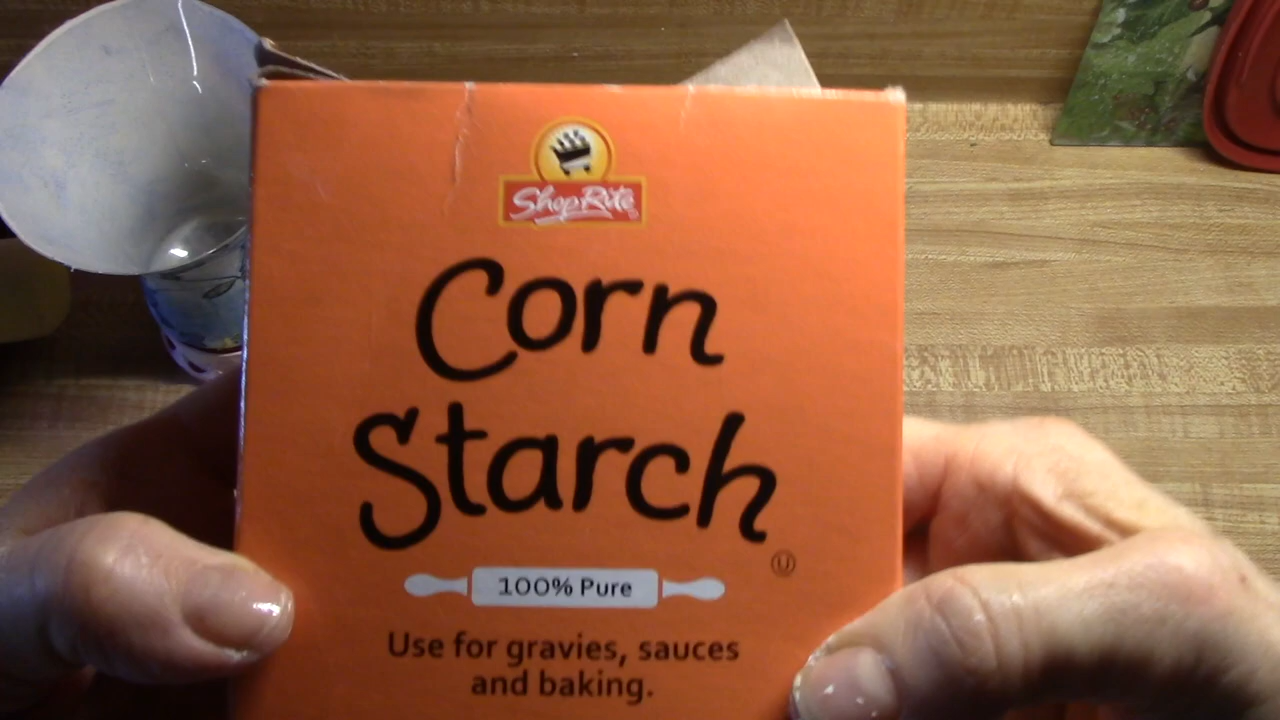 ShopRite
Corn
Starch
U
100% Pure
Use for gravies, sauces
and baking.